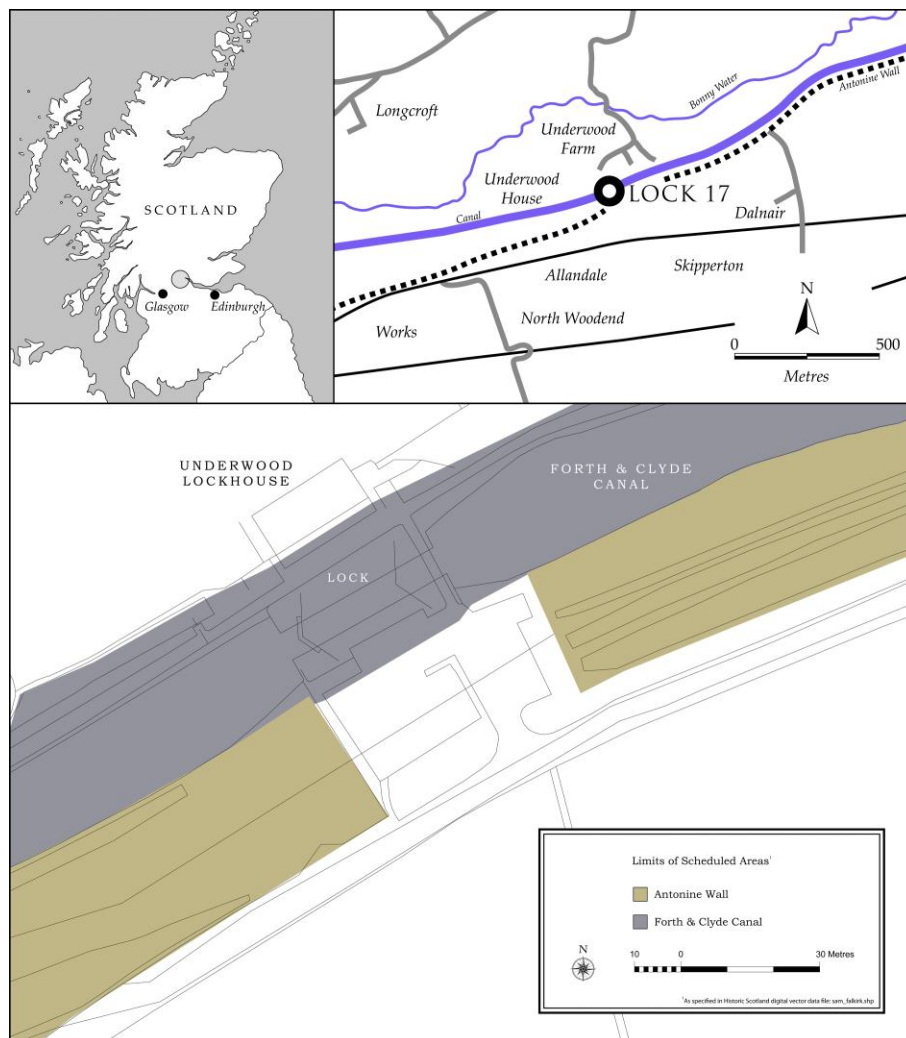 SCOTLAND
Glasgow
Edinburgh
Longcroft
Bonny Water
Antonine Wall
Underwood
Farm
Underwood
House
LOCK 17
Canal
Dalnair
Allandale
Skipperton
N
Works
North Woodend
0
500
Metres
UNDERWOOD
LOCKHOUSE
FORTH & CLYDE
CANAL
LOCK
Limits of Scheduled Areas¹
Antonine Wall
Forth & Clyde Canal
N
10 0 30 Metres
¹As specified in Historic Scotland digital vector data file: sam_falkirk.shp